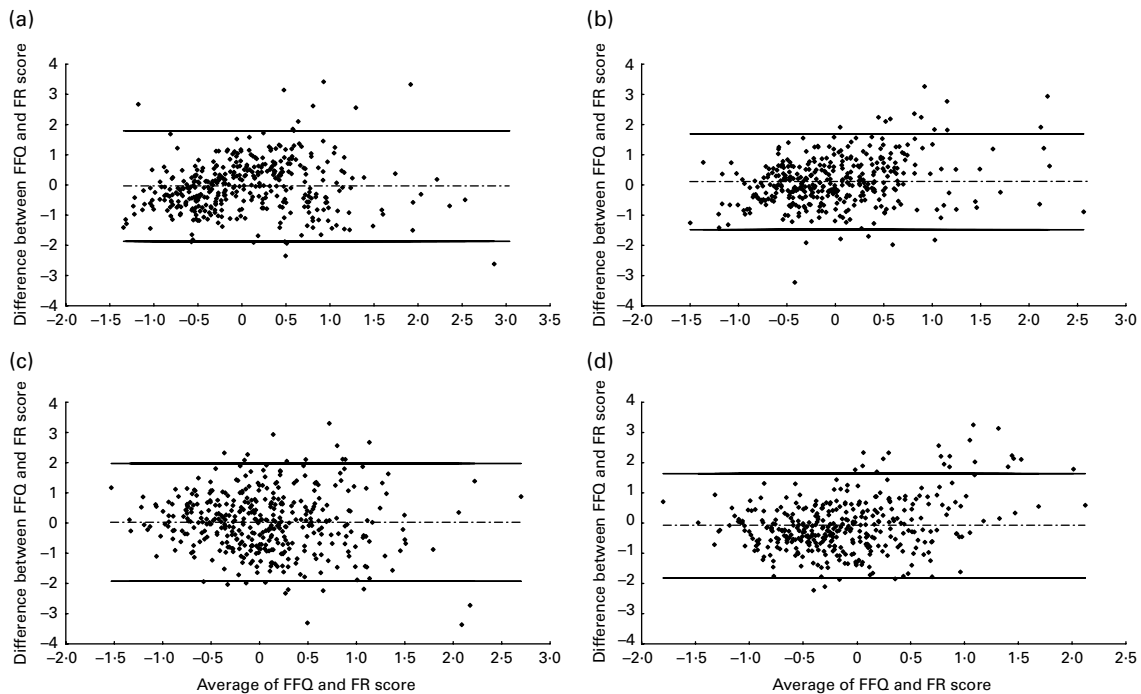 (a)
Difference between FFQ and FR score
4
3
2
1
0
–1
–2
–3
–4
–2·0 –1·5 –1·0 –0·5 0 0·5 1·0 1·5 2·0 2·5 3·0 3·5
(b)
Difference between FFQ and FR score
4
3
2
1
0
–1
–2
–3
–4
–2·0 –1·5 –1·0 –0·5 0 0·5 1·0 1·5 2·0 2·5 3·0
(c)
Difference between FFQ and FR score
4
3
2
1
0
–1
–2
–3
–4
–2·0 –1·5 –1·0 –0·5 0 0·5 1·0 1·5 2·0 2·5 3·0
Average of FFQ and FR score
(d)
Difference between FFQ and FR score
4
3
2
1
0
–1
–2
–3
–4
–2·0 –1·5 –1·0 –0·5 0 0·5 1·0 1·5 2·0 2·5
Average of FFQ and FR score